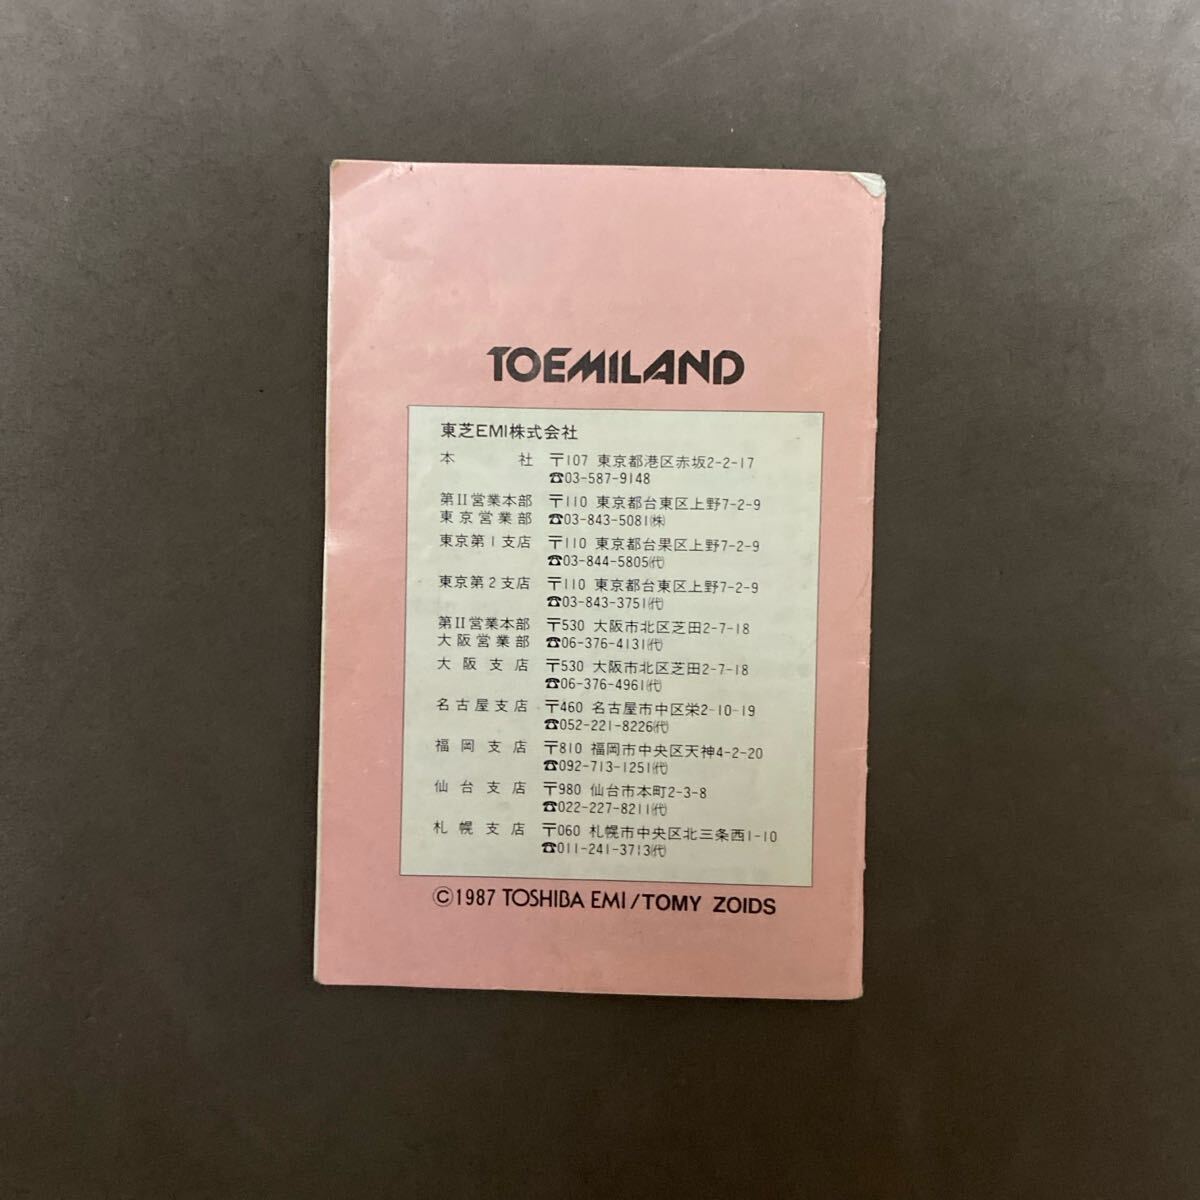 TOEMILAND
東芝EMI株式会社
本社 〒107 東京都港区赤坂2-2-17
☎03-587-9148
第II営業本部 〒110 東京都台東区上野7-2-9
東京営業部 ☎03-843-5081㈱
東京第1支店 〒110 東京都台果区上野7-2-9
☎03-844-5805㈹
東京第2支店 〒110 東京都台東区上野7-2-9
☎03-843-3751㈹
第II営業本部 〒530 大阪市北区芝田2-7-18
大阪営業部 ☎06-376-4131㈹
大阪支店 〒530 大阪市北区芝田2-7-18
☎06-376-4961㈹
名古屋支店 〒460 名古屋市中区栄2-10-19
☎052-221-8226㈹
福岡支店 〒810 福岡市中央区天神4-2-20
☎092-713-1251㈹
仙台支店 〒980 仙台市本町2-3-8
☎022-227-8211㈹
札幌支店 〒060 札幌市中央区北三条西1-10
☎011-241-3713㈹
©1987 TOSHIBA EMI/TOMY ZOIDS